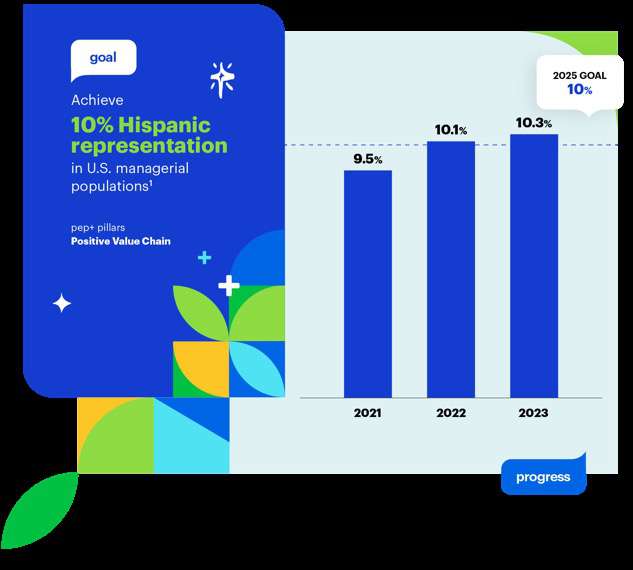 goal
Achieve
10% Hispanic
representation
in U.S. managerial
populations¹
pep+ pillars
Positive Value Chain
2025 GOAL
10%
9.5%
10.1%
10.3%
2021
2022
2023
progress